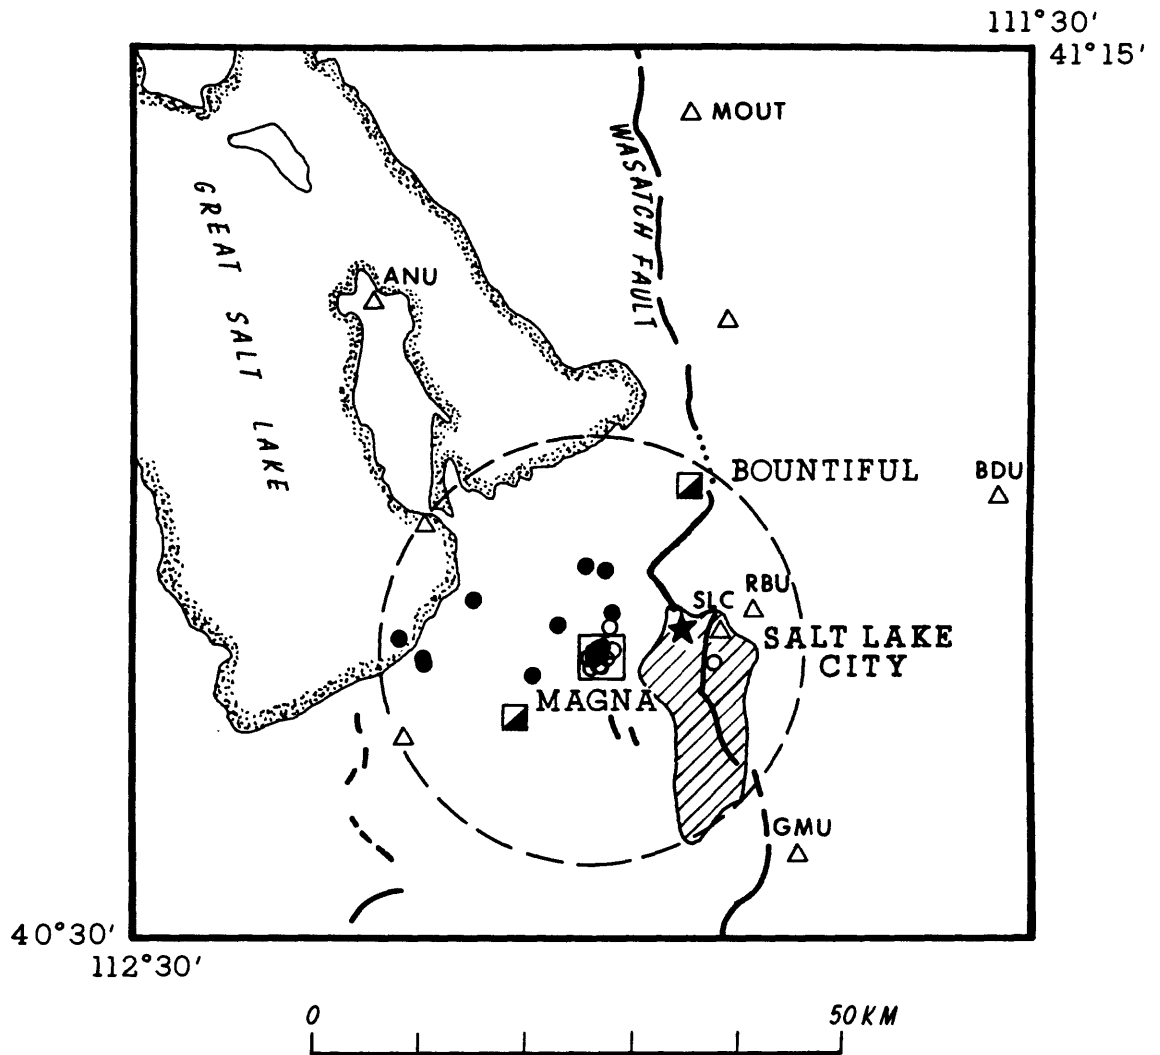 111°30'
41°15'
MOUT
WASATCH FAULT
GREAT SALT LAKE
ANU
BOUNTIFUL
BDU
SLC
RBU
SALT LAKE
CITY
MAGNA
GMU
40°30'
112°30'
0
50 KM